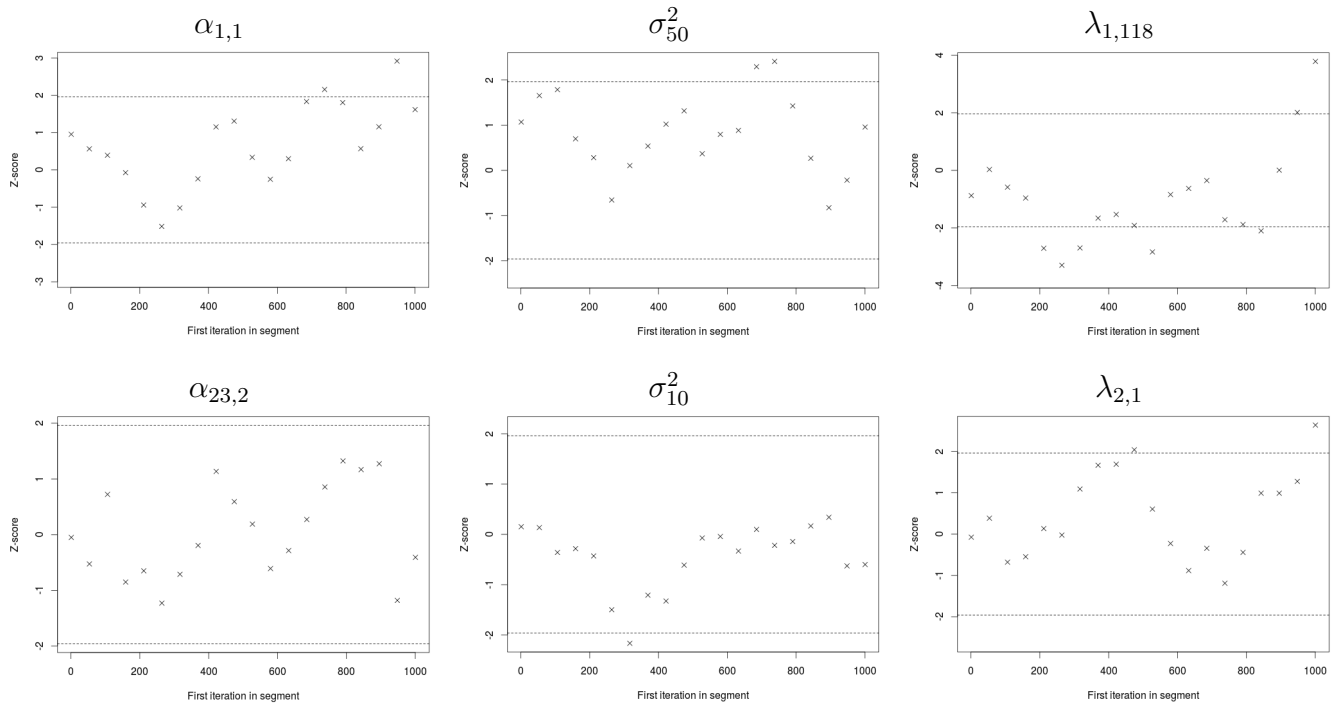 α1,1
3
2
1
0
-1
-2
-3
Z-score
0 200 400 600 800 1000
First iteration in segment
σ²50
2
1
0
-1
-2
Z-score
0 200 400 600 800 1000
First iteration in segment
λ1,118
4
2
0
-2
-4
Z-score
0 200 400 600 800 1000
First iteration in segment
α23,2
2
1
0
-1
-2
Z-score
0 200 400 600 800 1000
First iteration in segment
σ²10
2
1
0
-1
-2
Z-score
0 200 400 600 800 1000
First iteration in segment
λ2,1
2
1
0
-1
-2
Z-score
0 200 400 600 800 1000
First iteration in segment